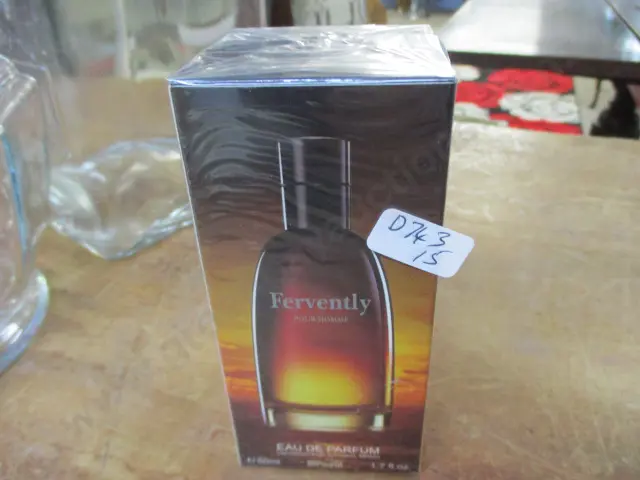 D743
15
Fervently
POUR HOMME
EAU DE PARFUM
1.7 fl.oz